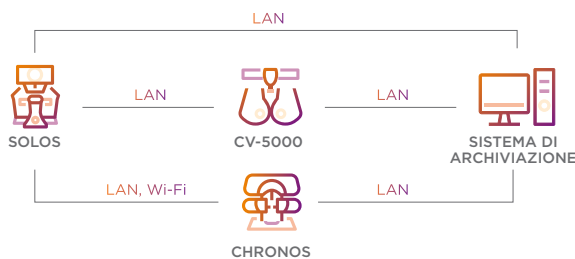 LAN
LAN
LAN
SOLOS
CV-5000
SISTEMA DI
ARCHIVIAZIONE
LAN, Wi-Fi
LAN
CHRONOS